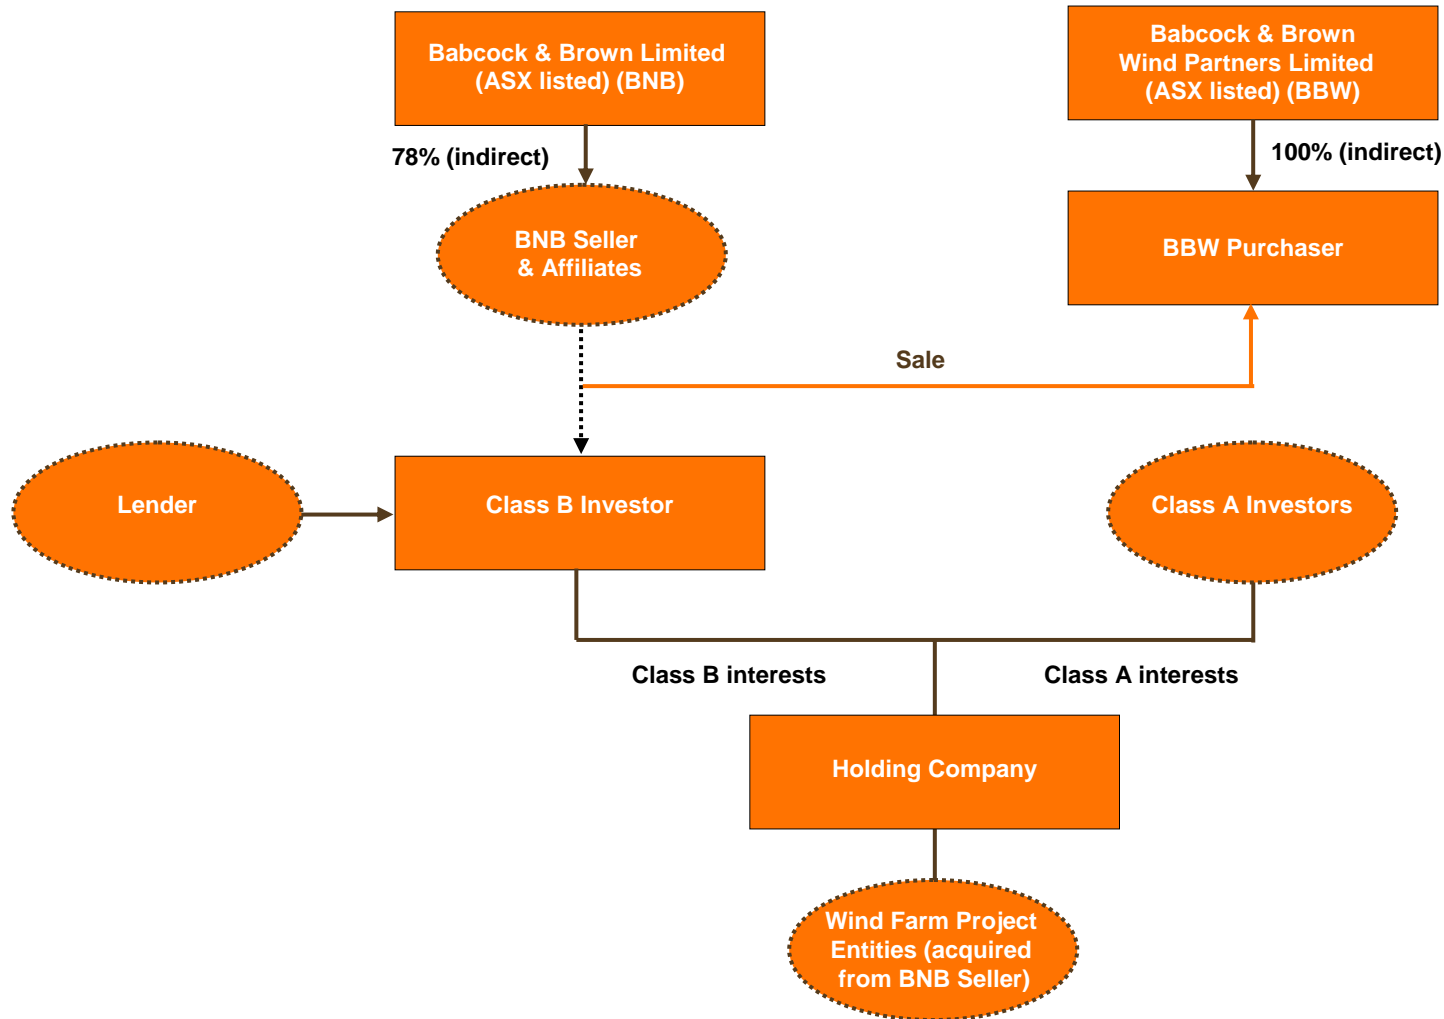 Babcock & Brown Limited
(ASX listed) (BNB)
Babcock & Brown
Wind Partners Limited
(ASX listed) (BBW)
78% (indirect)
100% (indirect)
BNB Seller
& Affiliates
BBW Purchaser
Sale
Lender
Class B Investor
Class A Investors
Class B interests
Class A interests
Holding Company
Wind Farm Project
Entities (acquired
from BNB Seller)